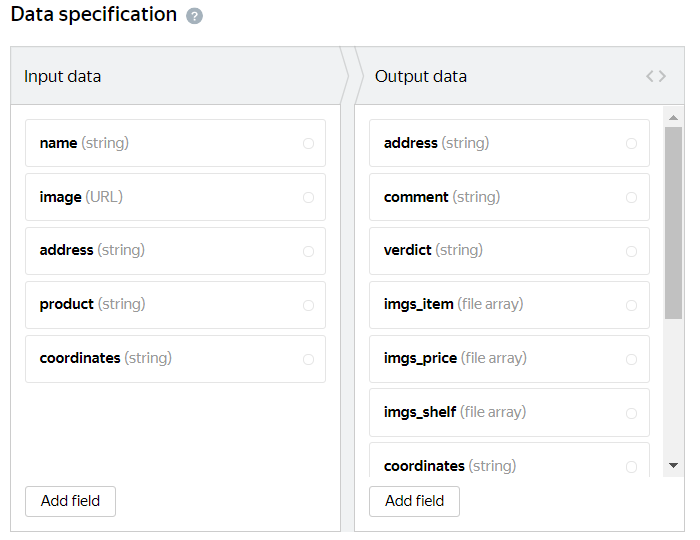 Data specification ?
Input data
name (string)
image (URL)
address (string)
product (string)
coordinates (string)
Add field
Output data
address (string)
comment (string)
verdict (string)
imgs_item (file array)
imgs_price (file array)
imgs_shelf (file array)
coordinates (string)
Add field